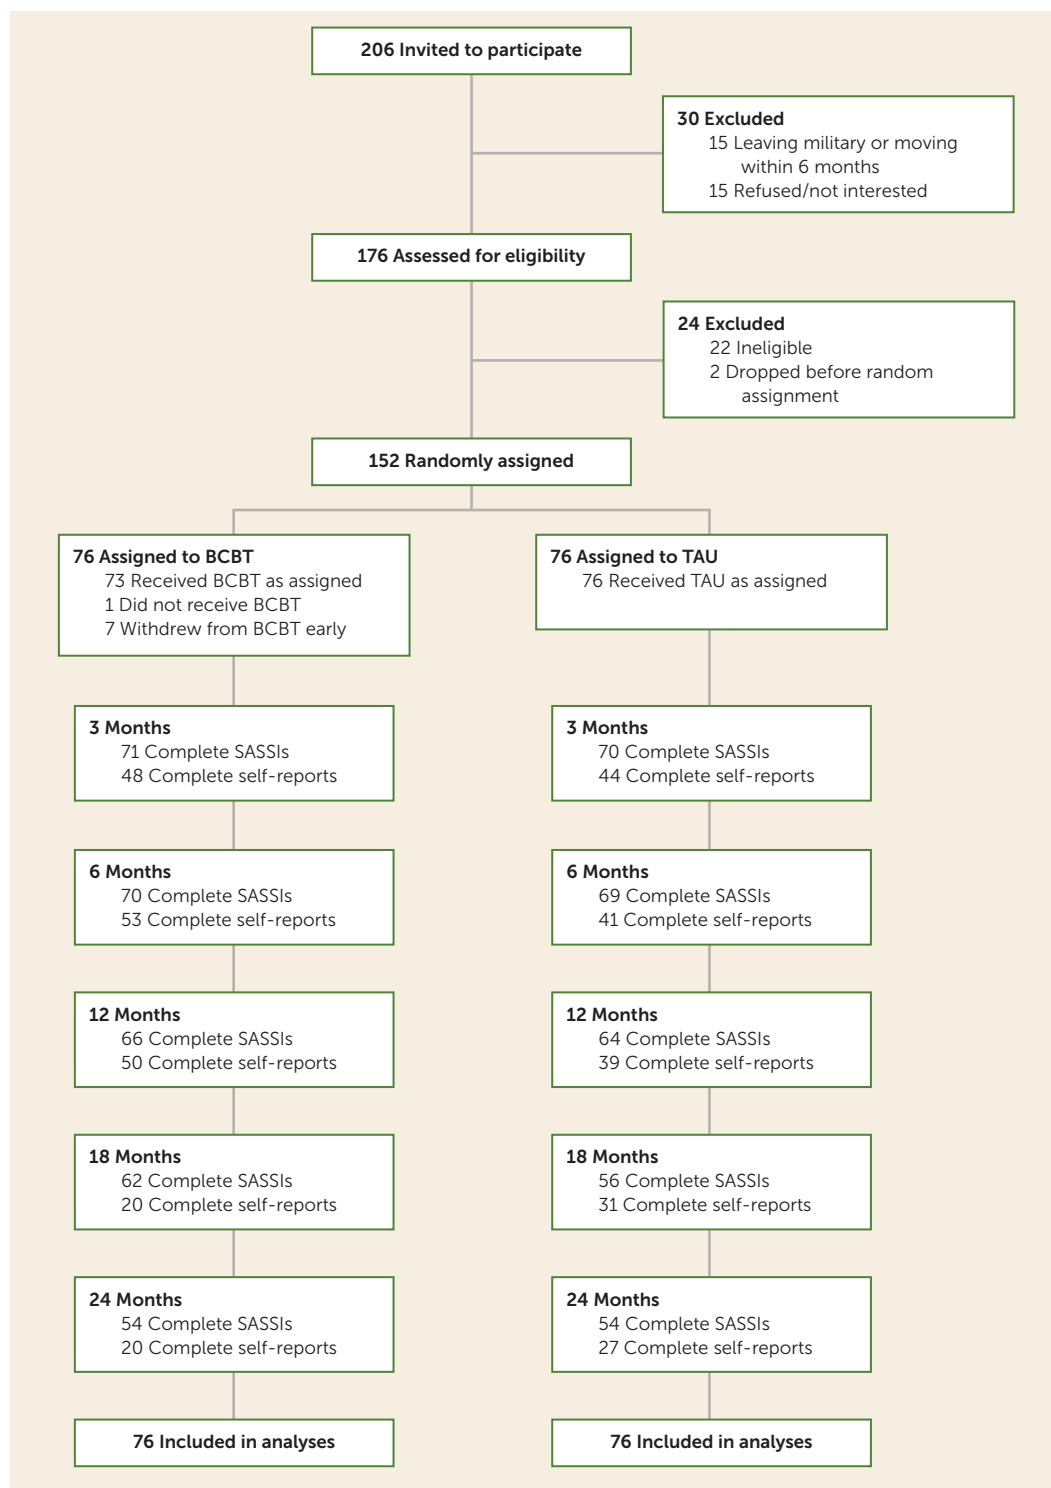 206 Invited to participate
30 Excluded
15 Leaving military or moving
within 6 months
15 Refused/not interested
176 Assessed for eligibility
24 Excluded
22 Ineligible
2 Dropped before random
assignment
152 Randomly assigned
76 Assigned to BCBT
73 Received BCBT as assigned
1 Did not receive BCBT
7 Withdrew from BCBT early
76 Assigned to TAU
76 Received TAU as assigned
3 Months
71 Complete SASSIs
48 Complete self-reports
3 Months
70 Complete SASSIs
44 Complete self-reports
6 Months
70 Complete SASSIs
53 Complete self-reports
6 Months
69 Complete SASSIs
41 Complete self-reports
12 Months
66 Complete SASSIs
50 Complete self-reports
12 Months
64 Complete SASSIs
39 Complete self-reports
18 Months
62 Complete SASSIs
20 Complete self-reports
18 Months
56 Complete SASSIs
31 Complete self-reports
24 Months
54 Complete SASSIs
20 Complete self-reports
24 Months
54 Complete SASSIs
27 Complete self-reports
76 Included in analyses
76 Included in analyses